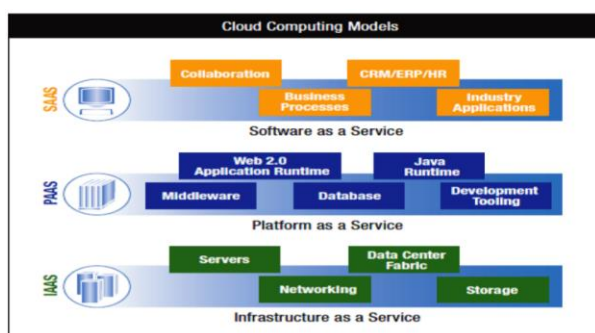 Cloud Computing Models
SAAS
Collaboration
CRM/ERP/HR
Business
Processes
Industry
Applications
Software as a Service
PAAS
Web 2.0
Application Runtime
Java
Runtime
Middleware
Database
Development
Tooling
Platform as a Service
IAAS
Servers
Data Center
Fabric
Networking
Storage
Infrastructure as a Service